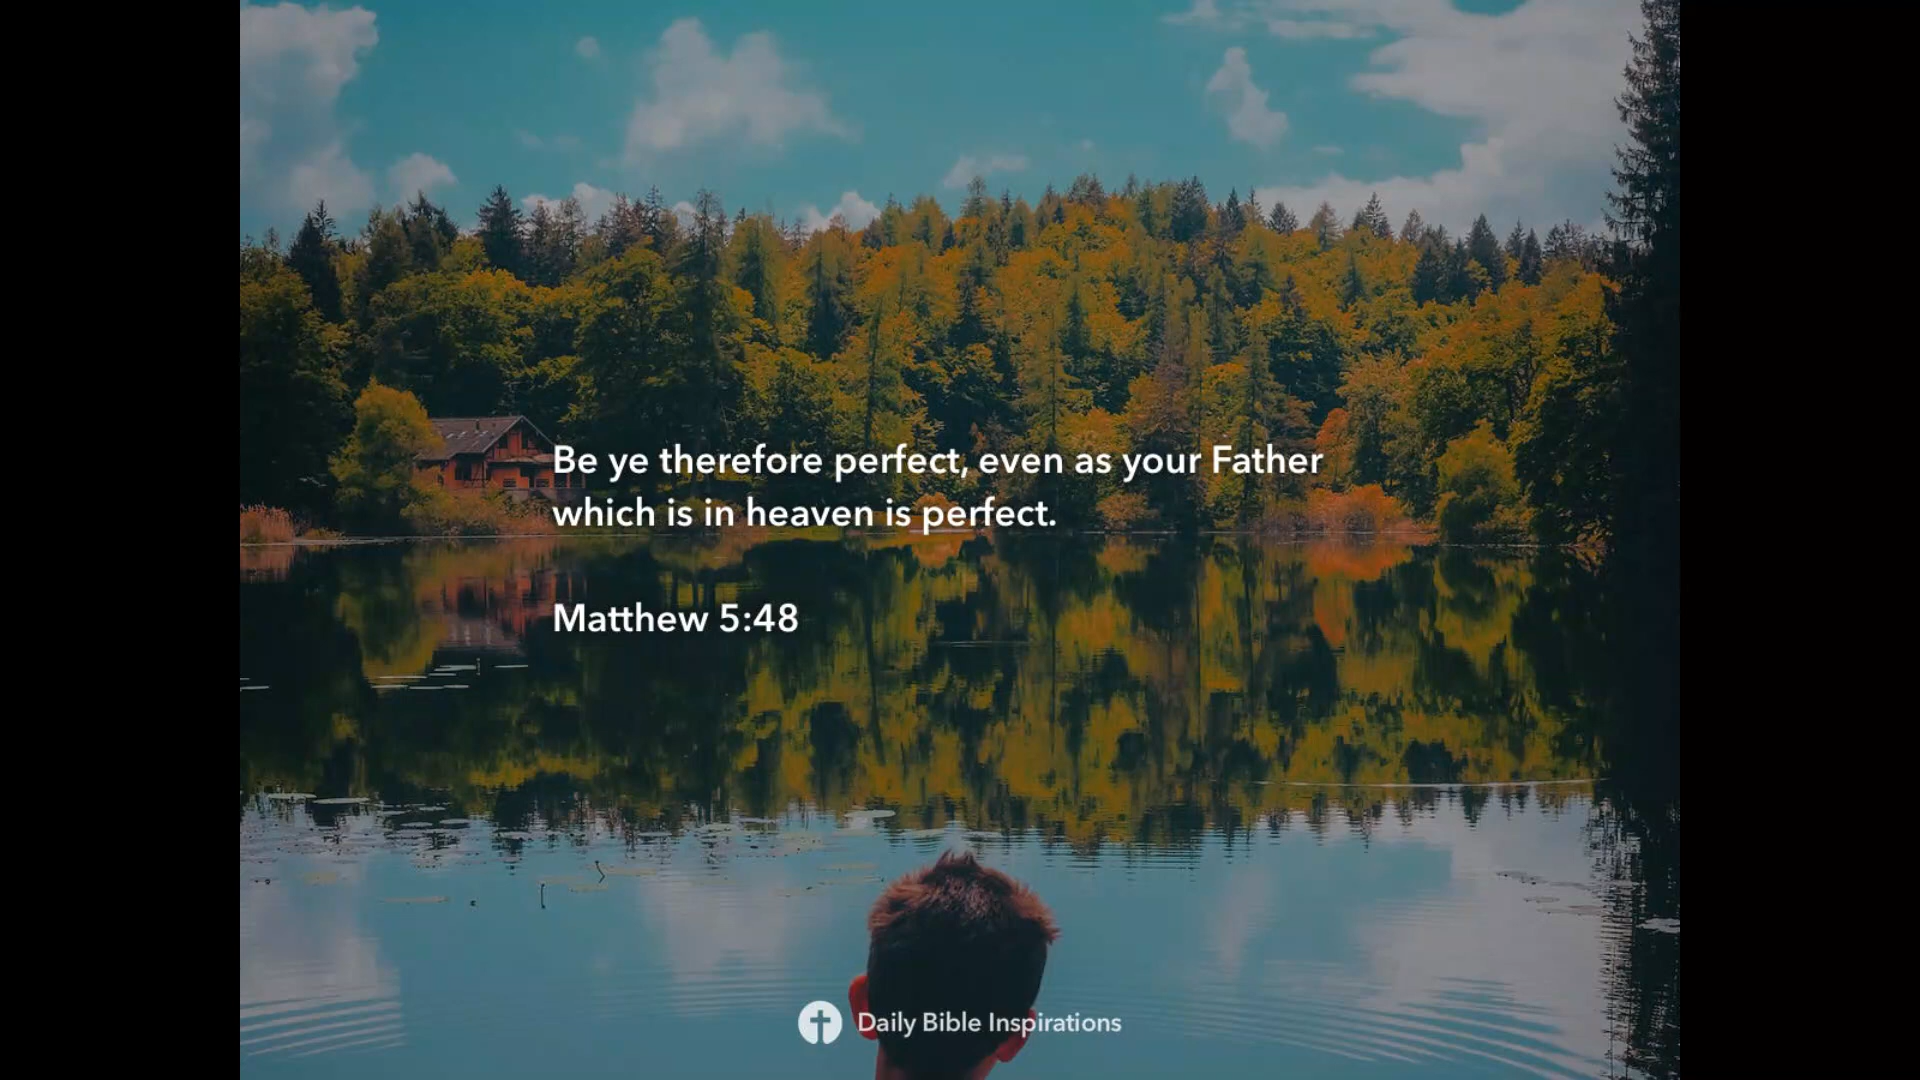 Be ye therefore perfect, even as your Father
which is in heaven is perfect.
Matthew 5:48
Daily Bible Inspirations